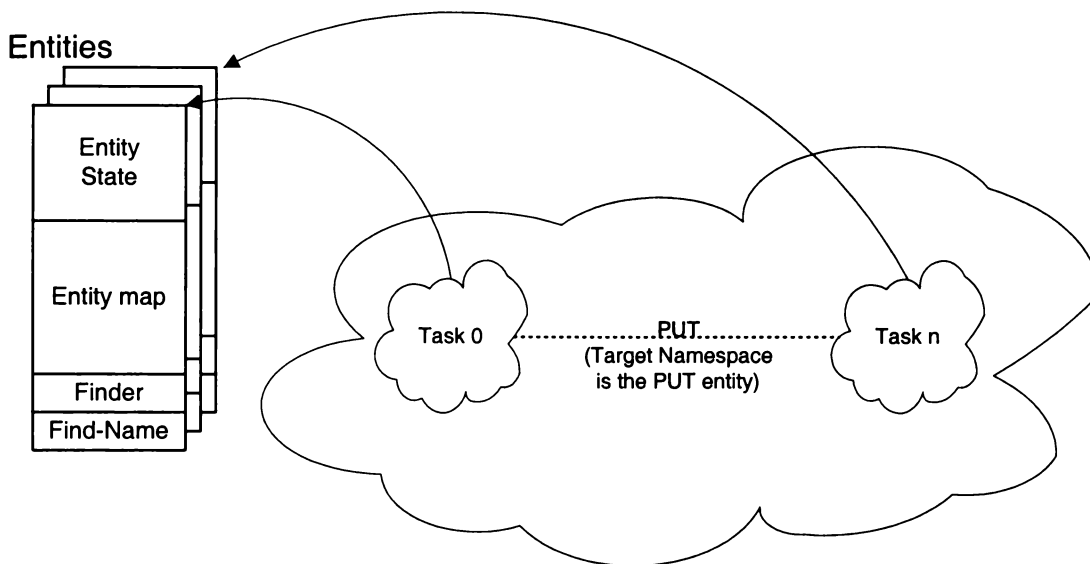 Entities
Entity
State
Entity map
Finder
Find-Name
Task 0
PUT
(Target Namespace
is the PUT entity)
Task n